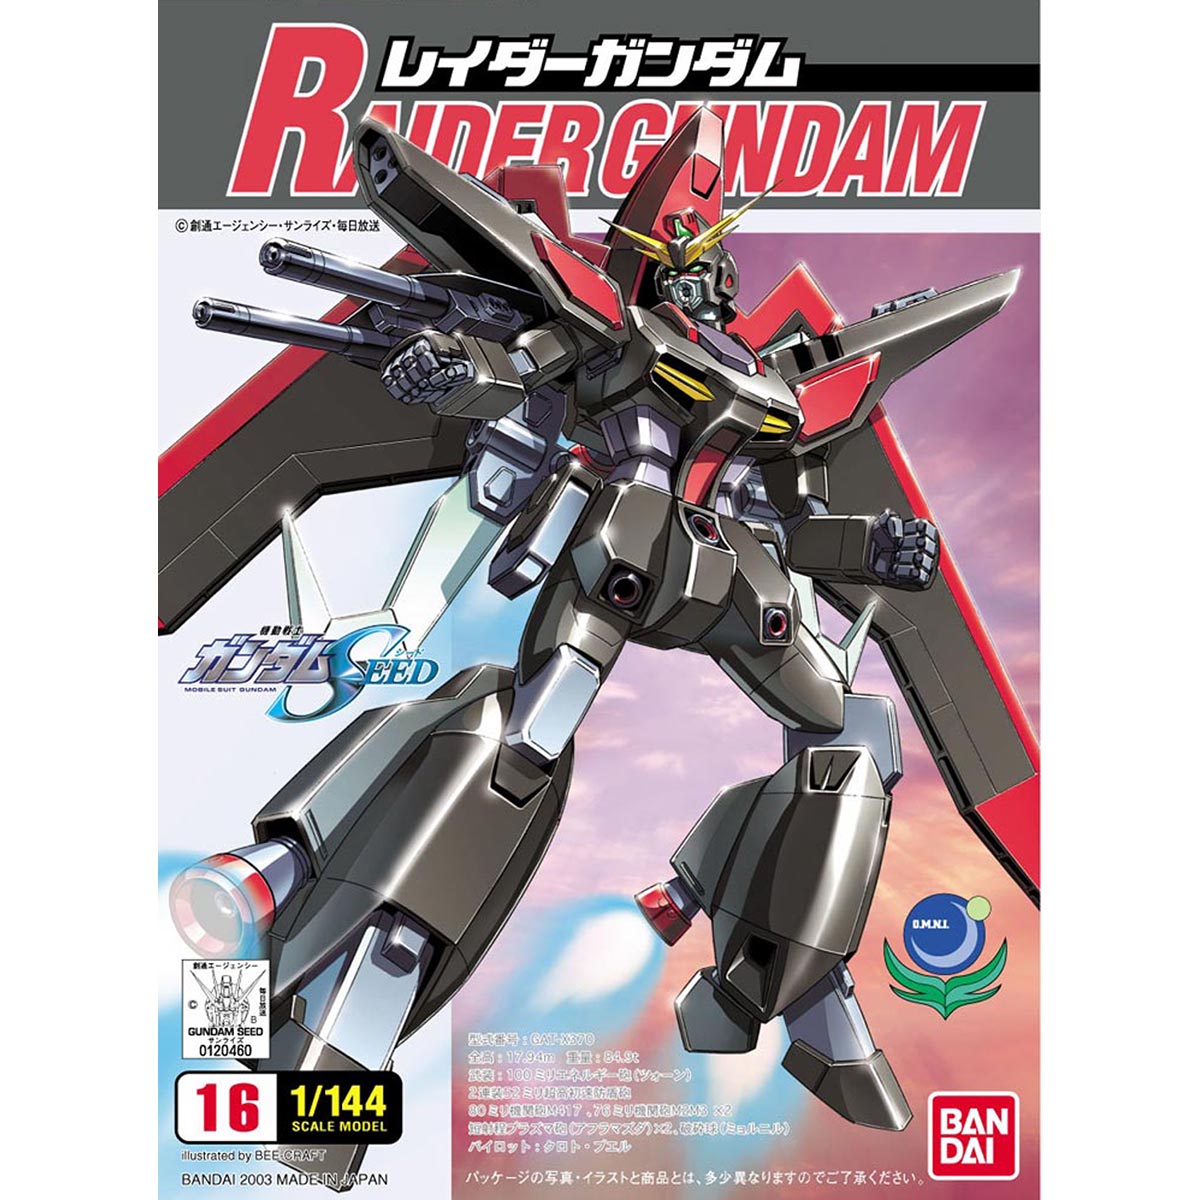 レイダーガンダム
RAIDER GUNDAM
©創通エージェンシー・サンライズ・毎日放送
機動戦士
ガンダムSEED
シード
MOBILE SUIT GUNDAM
O.M.N.I.
創通エージェンシー
©
毎日放送
B
GUNDAM SEED
サンライズ
0120460
型式番号:GAT-X370
全高:17.94m 重量:84.9t
武装:100ミリエネルギー砲(ツォーン)
2連装52ミリ超高初速防盾砲
80ミリ機関砲M417 ,76ミリ機関砲M2M3 ×2
短射程プラズマ砲(アフラマズダ)×2,破砕球(ミョルニル)
パイロット:クロト・ブエル
16
1/144
SCALE MODEL
BAN
DAI
illustrated by BEE-CRAFT
BANDAI 2003 MADE IN JAPAN
パッケージの写真・イラストと商品とは、多少異なりますのでご了承ください。